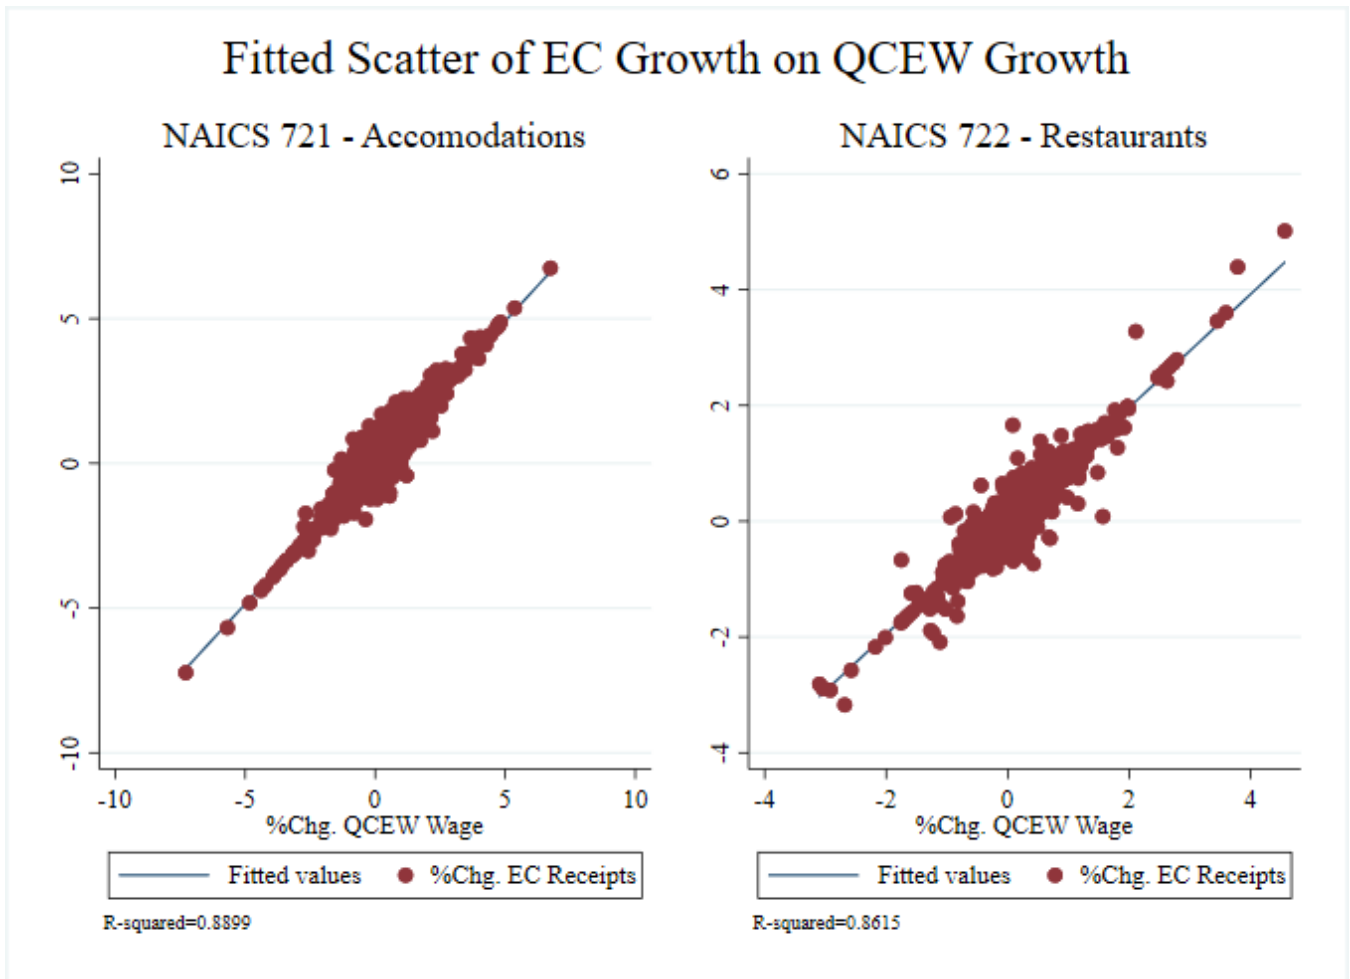 Fitted Scatter of EC Growth on QCEW Growth
NAICS 721 - Accomodations
10
5
0
-5
-10
-10 -5 0 5 10
%Chg. QCEW Wage
Fitted values %Chg. EC Receipts
R-squared=0.8899
NAICS 722 - Restaurants
6
4
2
0
-2
-4
-4 -2 0 2 4
%Chg. QCEW Wage
Fitted values %Chg. EC Receipts
R-squared=0.8615